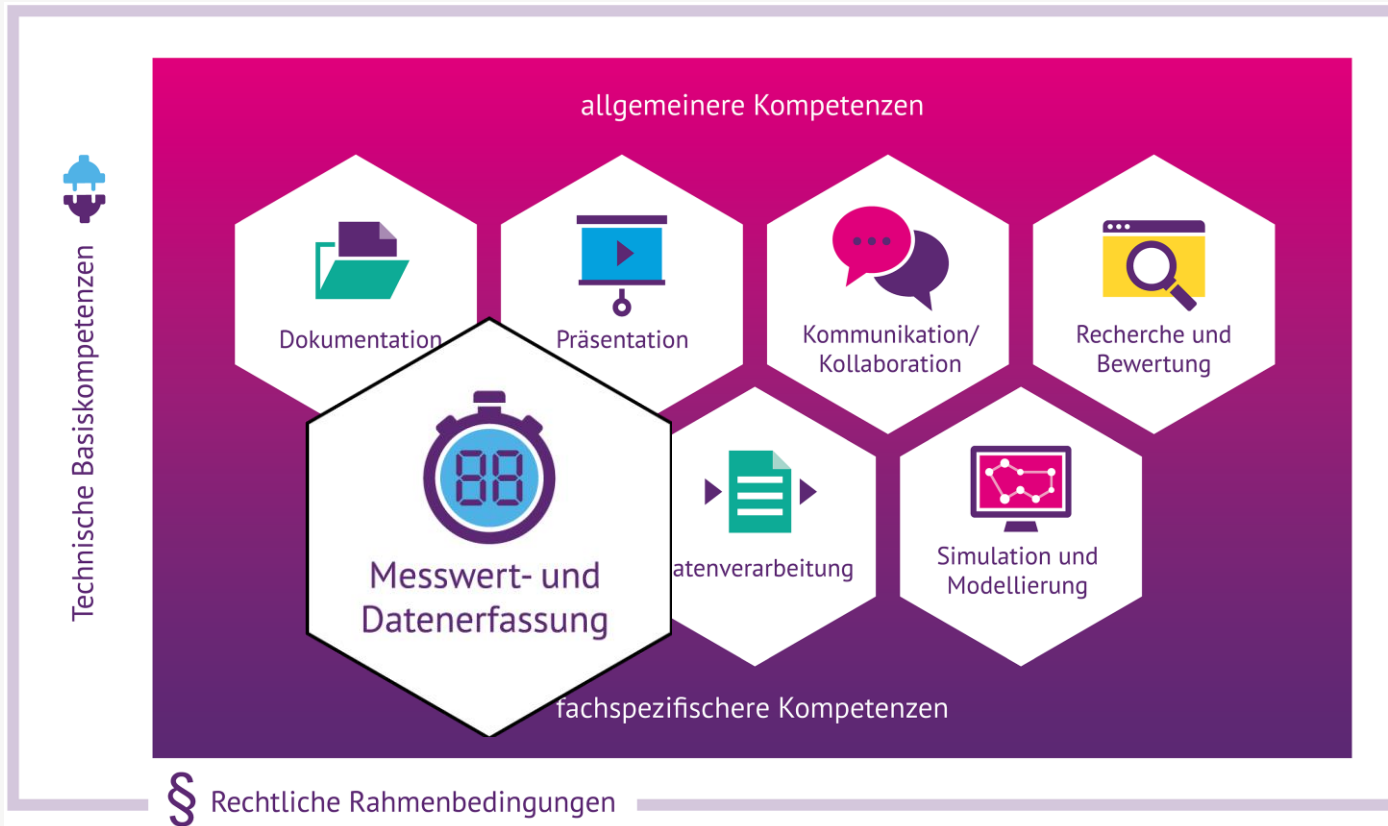 allgemeinere Kompetenzen
Technische Basiskompetenzen
Dokumentation
Präsentation
Kommunikation/
Kollaboration
Recherche und
Bewertung
88
Messwert- und
Datenerfassung
atenverarbeitung
Simulation und
Modellierung
fachspezifischere Kompetenzen
§ Rechtliche Rahmenbedingungen